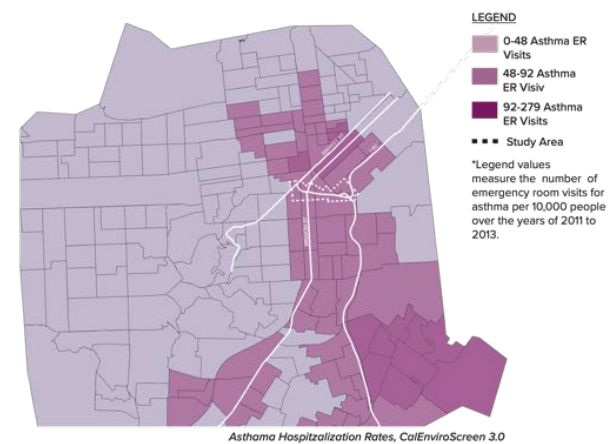 LEGEND
0-48 Asthma ER
Visits
48-92 Asthma
ER Visiv
92-279 Asthma
ER Visits
Study Area
*Legend values
measure the number of
emergency room visits for
asthma per 10,000 people
over the years of 2011 to
2013.
MARKET ST
Asthama Hospitzalization Rates, CalEnviroScreen 3.0